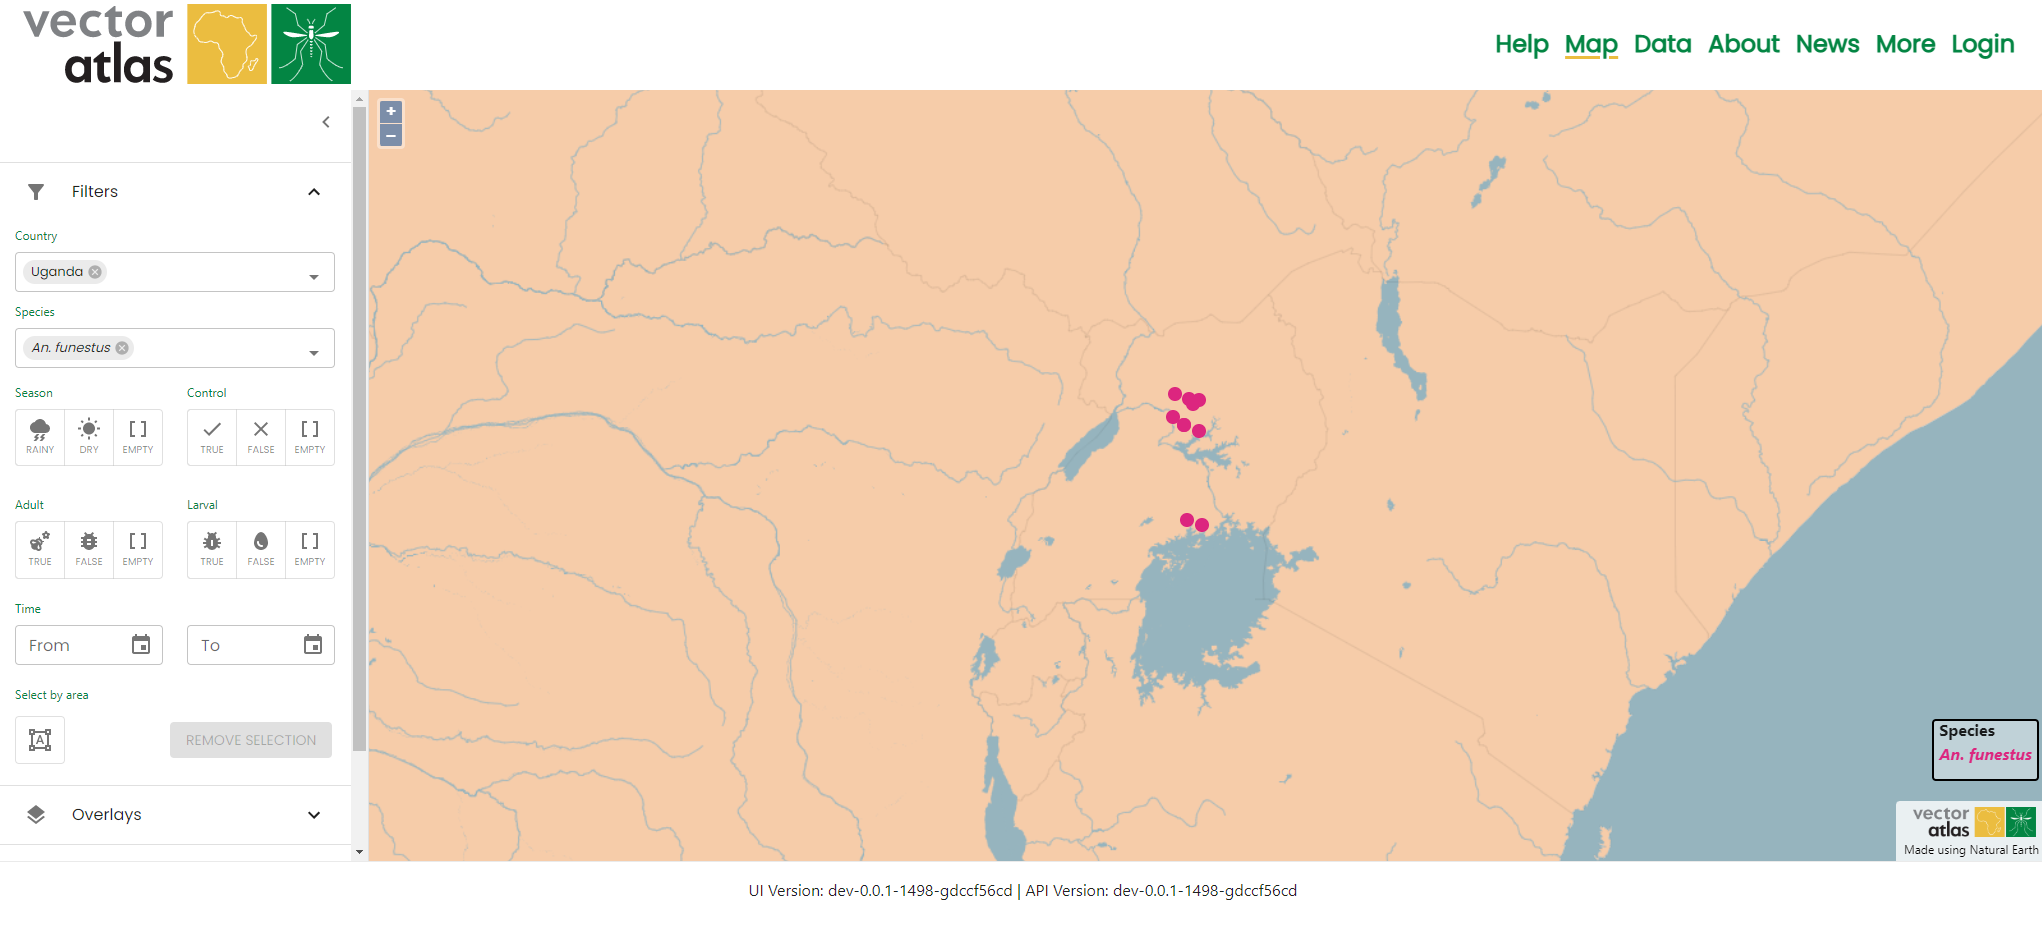 vector
atlas
Help Map Data About News More Login
+
−
Filters
Country
Uganda
Species
An. funestus
Season Control
RAINY DRY EMPTY TRUE FALSE EMPTY
Adult Larval
TRUE FALSE EMPTY TRUE FALSE EMPTY
Time
From To
Select by area
A REMOVE SELECTION
Overlays
Species
An. funestus
vector
atlas
Made using Natural Earth
UI Version: dev-0.0.1-1498-gdccf56cd | API Version: dev-0.0.1-1498-gdccf56cd